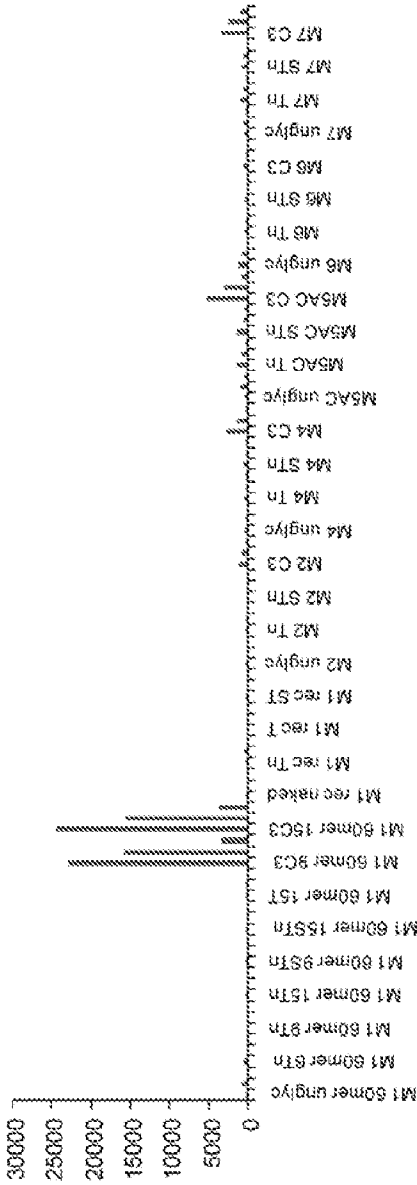 30000
25000
20000
15000
10000
5000
0
M1 60mer unglyc
M1 60mer 6Tn
M1 60mer 9Tn
M1 60mer 15Tn
M1 60mer 9STn
M1 60mer 15STn
M1 60mer 15T
M1 60mer 9C3
M1 60mer 15C3
M1 rec naked
M1 rec Tn
M1 rec T
M1 rec ST
M2 unglyc
M2 Tn
M2 STn
M2 C3
M4 unglyc
M4 Tn
M4 STn
M4 C3
M5AC unglyc
M5AC Tn
M5AC STn
M5AC C3
M6 unglyc
M6 Tn
M6 STn
M6 C3
M7 unglyc
M7 Tn
M7 STn
M7 C3